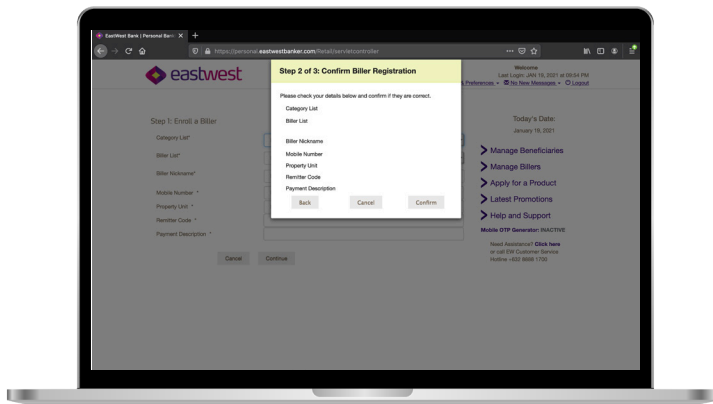 EastWest Bank | Personal Bank
https://personal.eastwestbanker.com/Retail/servletcontroller
eastwest
Welcome
Last Login: JAN 19, 2021 at 09:54 PM
Preferences No New Messages Logout
Step 2 of 3: Confirm Biller Registration
Please check your details below and confirm if they are correct.
Category List
Biller List
Biller Nickname
Mobile Number
Property Unit
Remitter Code
Payment Description
Back Cancel Confirm
Step 1: Enroll a Biller
Category List*
Biller List*
Biller Nickname*
Mobile Number *
Property Unit *
Remitter Code *
Payment Description *
Cancel Continue
Today's Date:
January 19, 2021
Manage Beneficiaries
Manage Billers
Apply for a Product
Latest Promotions
Help and Support
Mobile OTP Generator: INACTIVE
Need Assistance? Click here
or call EW Customer Service
Hotline +632 8888 1700